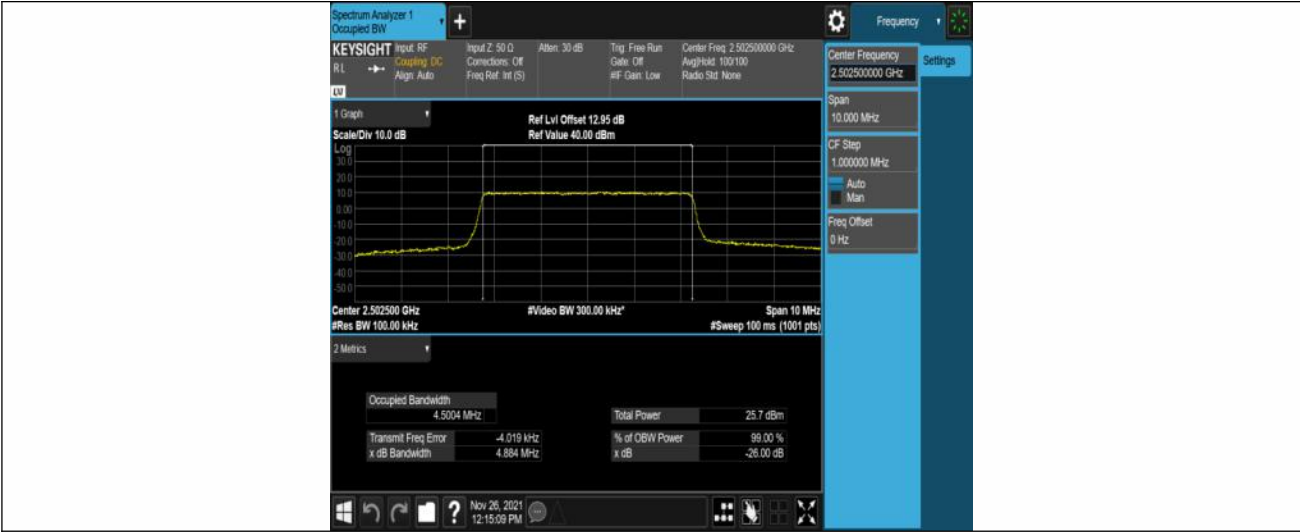 Spectrum Analyzer 1
Occupied BW
+
Frequency
KEYSIGHT
RL
Input: RF
Coupling: DC
Align: Auto
Input Z: 50 Ω
Corrections: Off
Freq Ref: Int (S)
Atten: 30 dB
Trig: Free Run
Gate: Off
#IF Gain: Low
Center Freq: 2.502500000 GHz
Avg|Hold: 100/100
Radio Std: None
Center Frequency
2.502500000 GHz
Settings
Span
10.000 MHz
CF Step
1.000000 MHz
Auto
Man
Freq Offset
0 Hz
1 Graph
Scale/Div 10.0 dB
Ref Lvl Offset 12.95 dB
Ref Value 40.00 dBm
Log
30.0
20.0
10.0
0.00
-10.0
-20.0
-30.0
-40.0
-50.0
Center 2.502500 GHz
#Video BW 300.00 kHz*
Span 10 MHz
#Res BW 100.00 kHz
#Sweep 100 ms (1001 pts)
2 Metrics
Occupied Bandwidth
4.5004 MHz
Total Power 25.7 dBm
Transmit Freq Error -4.019 kHz
% of OBW Power 99.00 %
x dB Bandwidth 4.884 MHz
x dB -26.00 dB
?
Nov 26, 2021
12:15:09 PM